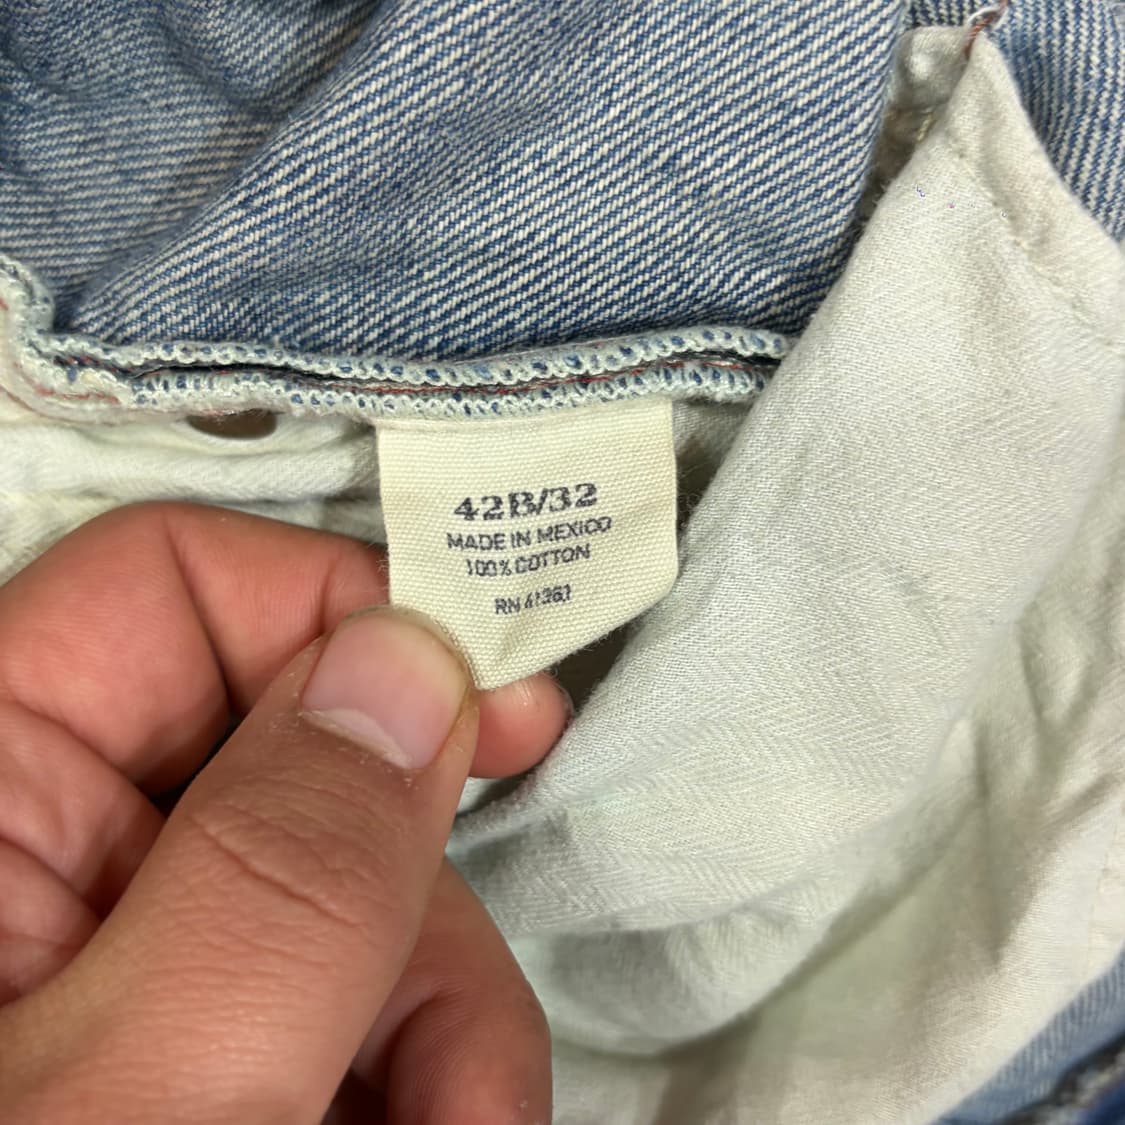 42B/32
MADE IN MEXICO
100% COTTON
RN 41381